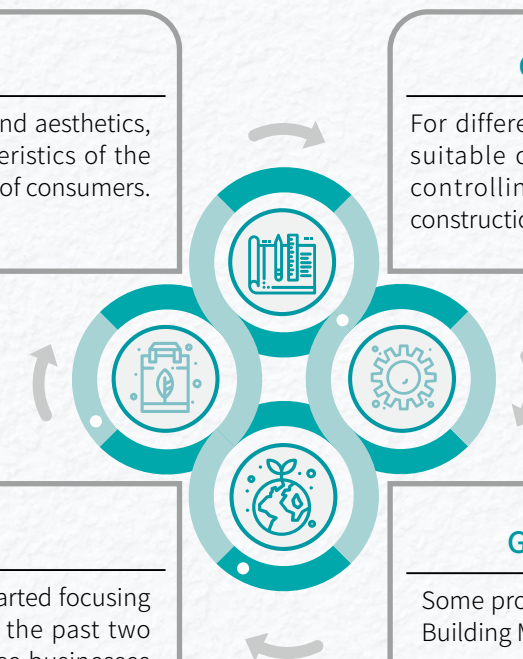 nd aesthetics,
eristics of the
of consumers.
For differe
suitable c
controllin
constructio
arted focusing
the past two
G
Some pro
Building M